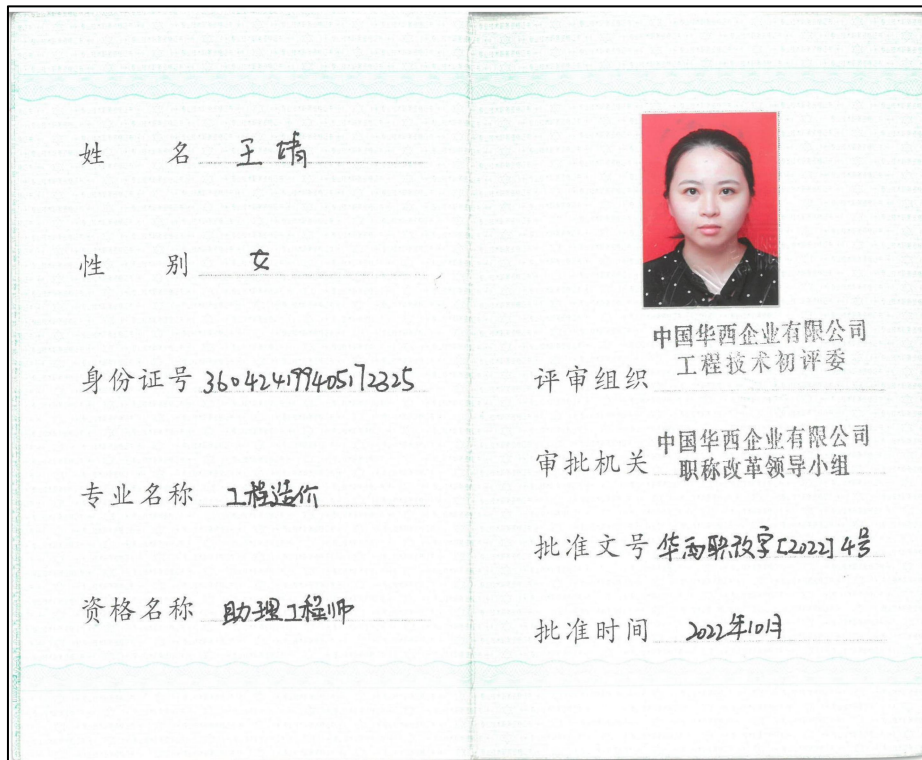 姓 名 王靖
性 别 女
身份证号 360424199405172325
专业名称 工程造价
资格名称 助理工程师
中国华西企业有限公司
评审组织 工程技术初评委
审批机关 中国华西企业有限公司
职称改革领导小组
批准文号 华西职改字[2022]4号
批准时间 2022年10月